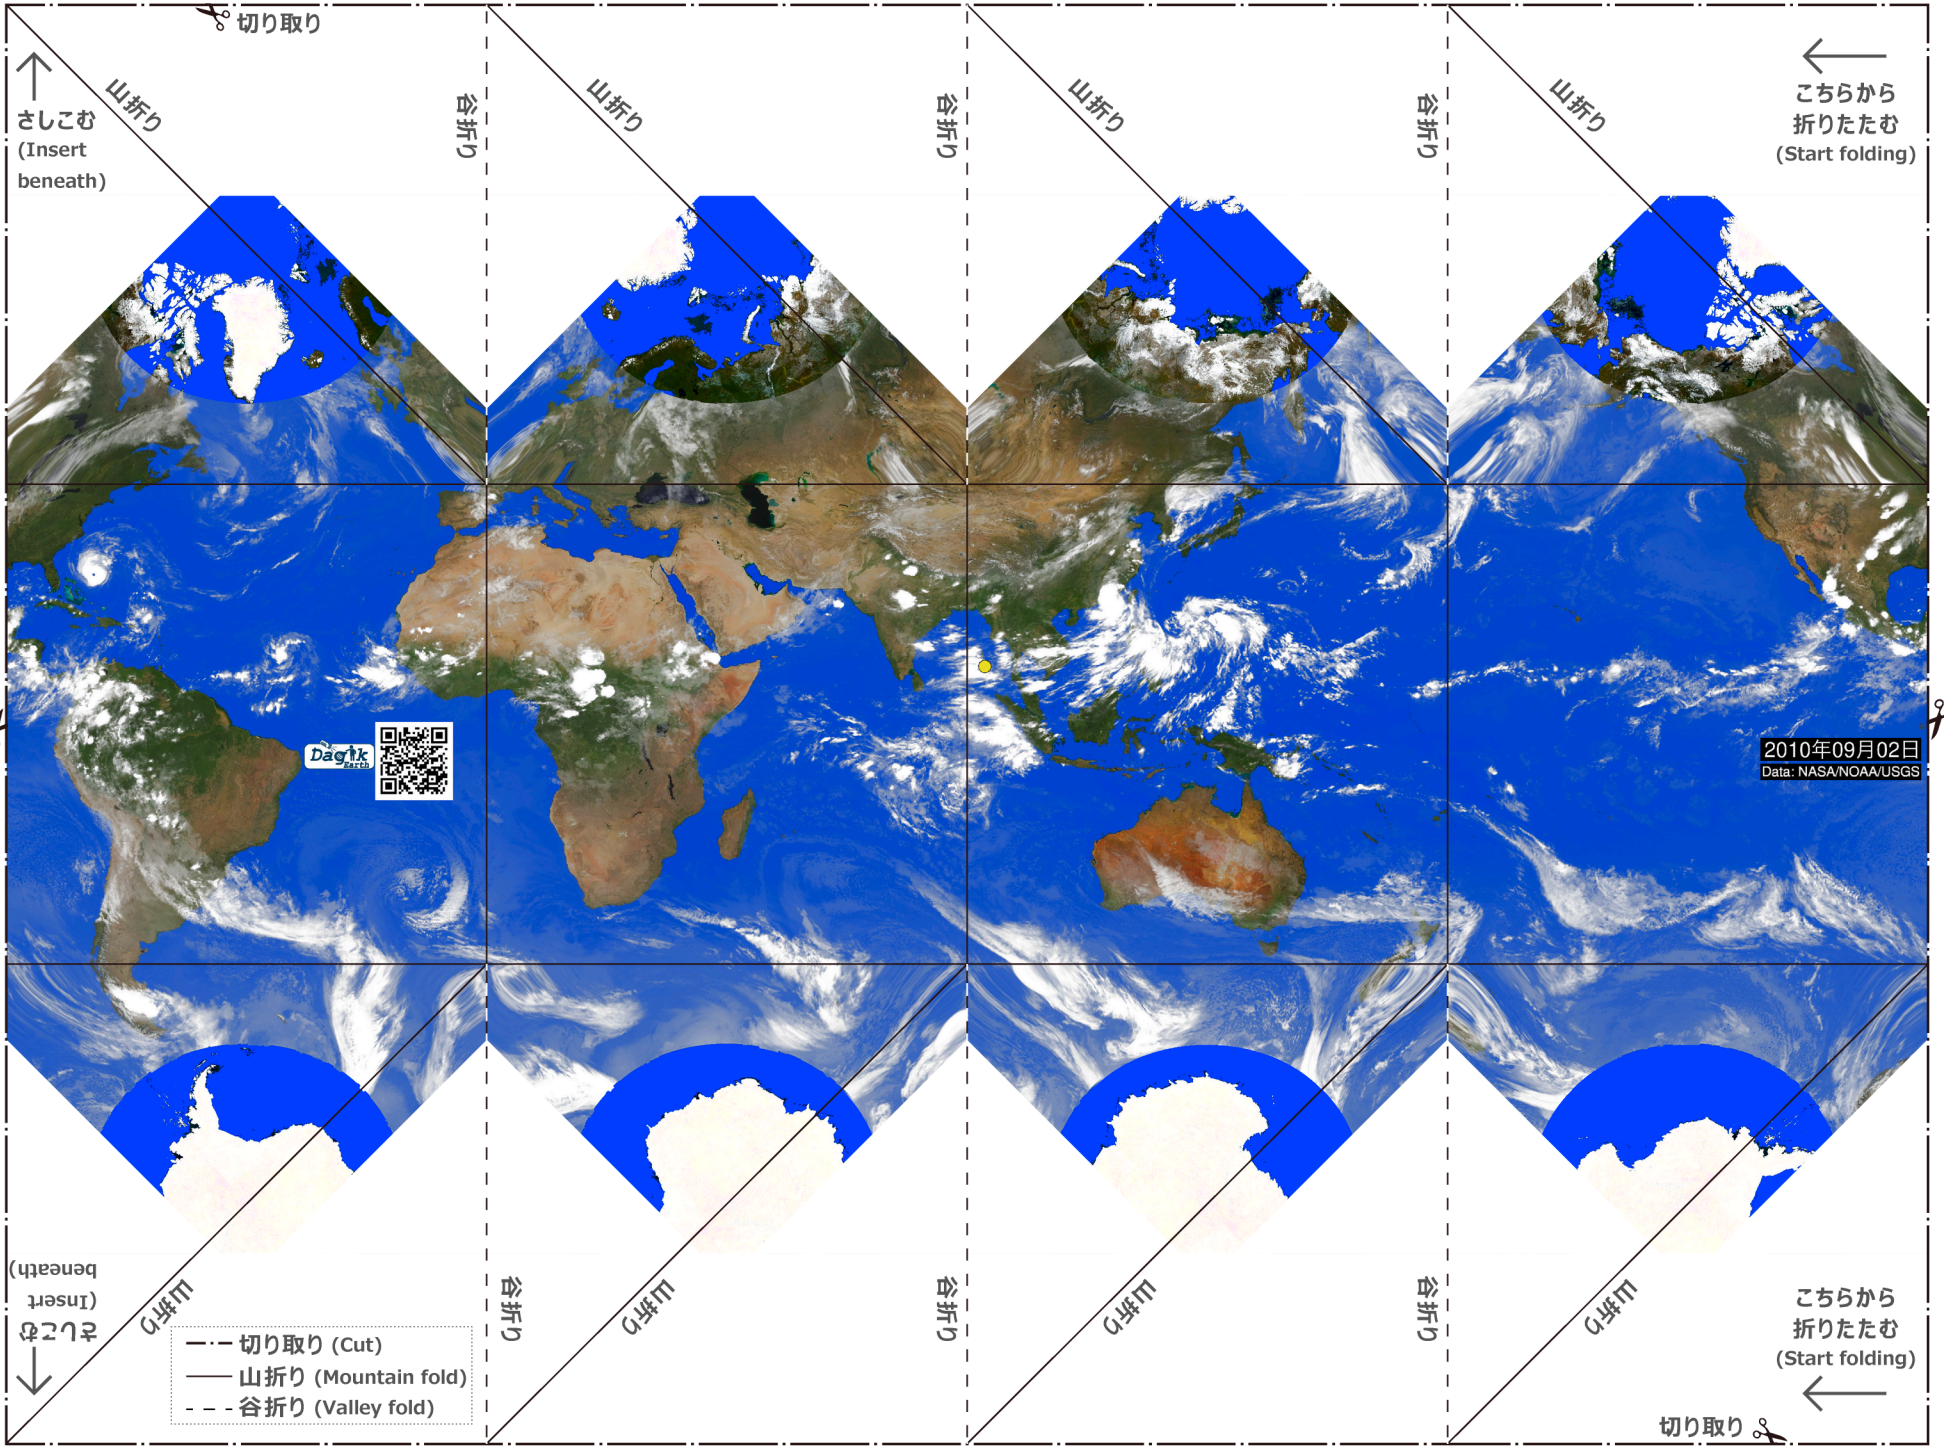 切り取り
さしこむ
(Insert
beneath)
山折り
谷折り
山折り
谷折り
山折り
谷折り
山折り
こちらから
折りたたむ
(Start folding)
Dagik
Earth
2010年09月02日
Data: NASA/NOAA/USGS
さしこむ
(Insert
beneath)
山折り
谷折り
山折り
谷折り
山折り
谷折り
山折り
こちらから
折りたたむ
(Start folding)
切り取り (Cut)
山折り (Mountain fold)
谷折り (Valley fold)
切り取り